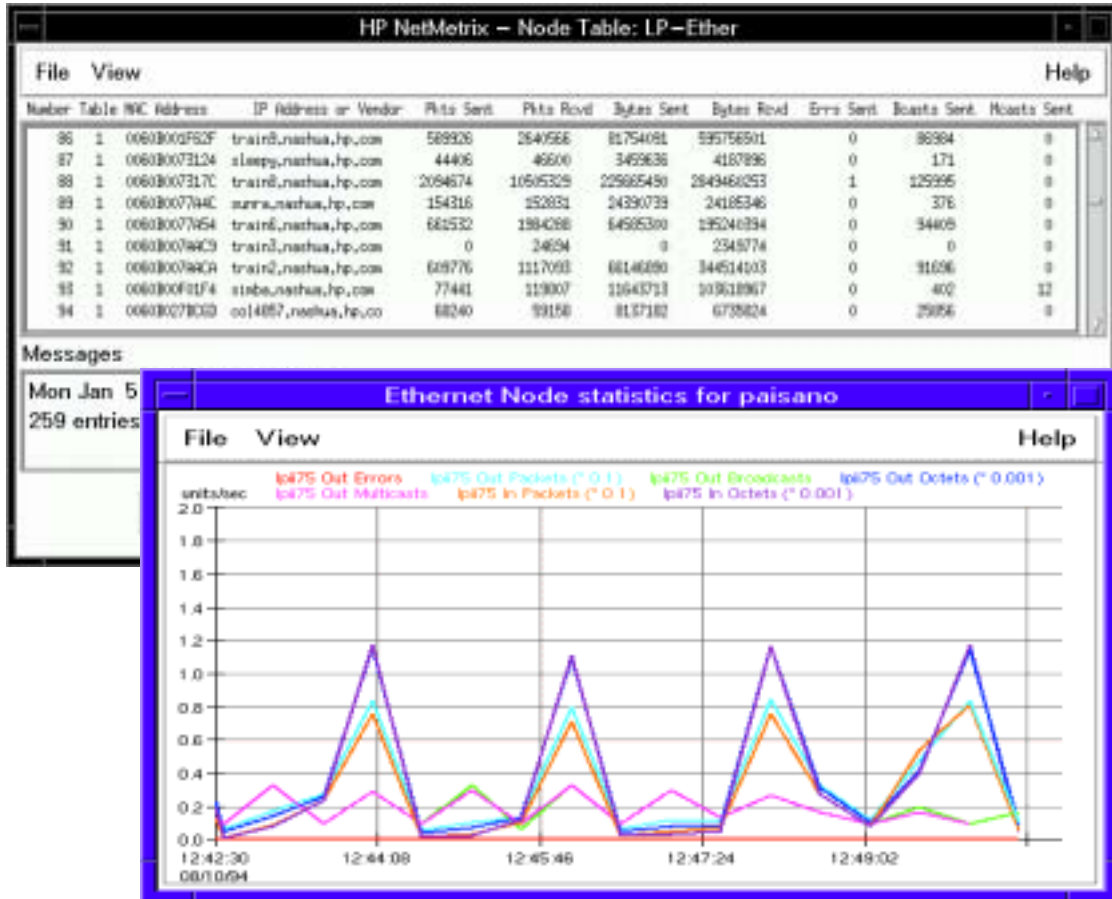 HP NetMetrix – Node Table: LP–Ether
File View Help
Number Table MAC Address IP Address or Vendor Pkts Sent Pkts Rcvd Bytes Sent Bytes Rcvd Errs Sent Bcasts Sent Mcasts Sent
86 1 0060B001F62F nashua.hp.com 589926 2640566 81754091 595756501 0 86984 0
87 1 0060B0073124 sleepy.nashua.hp.com 44406 46600 3459636 4187896 0 171 0
88 1 0060B007317C train8.nashua.hp.com 2094674 10505329 225665490 2849460253 1 125995 0
89 1 sunra.nashua.hp.com 154316 152831 24390739 24185346 0 376 0
90 1 0060B0077A54 train6.nashua.hp.com 661532 1984288 64585300 195240394 0 94409 0
91 1 0060B007AAC9 train3.nashua.hp.com 0 24694 0 2349774 0 0 0
92 1 0060B007AACA train2.nashua.hp.com 609776 1117093 66146890 344514103 0 91696 0
93 1 0060B00F01F4 simba.nashua.hp.com 77441 119007 11643713 103618967 0 402 12
94 1 nashua.hp.co 68240 99158 8137182 6735824 0 0
Messages
Mon Jan 5
259 entries
Ethernet Node statistics for paisano
File View Help
lpii75 Out Errors lpii75 Out Packets (* 0.1) lpii75 Out Broadcasts lpii75 Out Octets (* 0.001)
units/sec lpii75 Out Multicasts lpii75 In Packets (* 0.1) lpii75 In Octets (* 0.001)
2.0
1.8
1.6
1.4
1.2
1.0
0.8
0.6
0.4
0.2
0.0
12:42:30 12:44:08 12:45:46 12:47:24 12:49:02
08/10/94